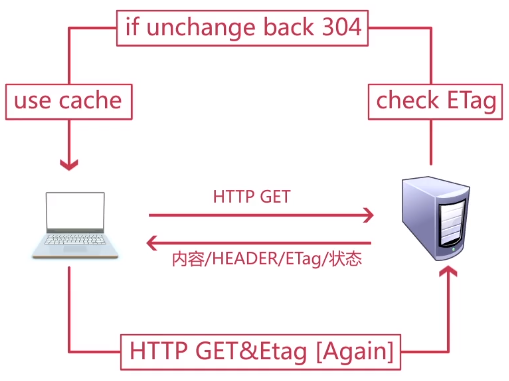 if unchange back 304
use cache
check ETag
HTTP GET
内容/HEADER/ETag/状态
HTTP GET&Etag [Again]